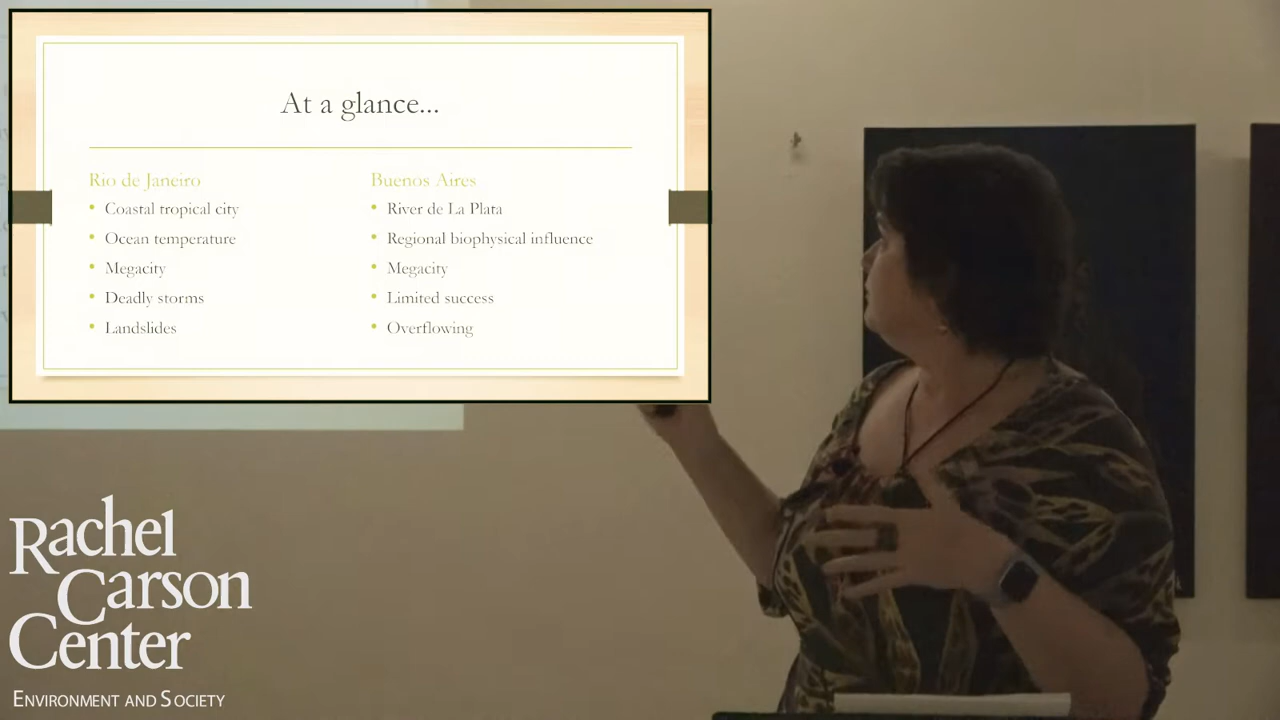 At a glance...
Rio de Janeiro
• Coastal tropical city
• Ocean temperature
• Megacity
• Deadly storms
• Landslides
Buenos Aires
• River de La Plata
• Regional biophysical influence
• Megacity
• Limited success
• Overflowing
Rachel
Carson
Center
ENVIRONMENT AND SOCIETY